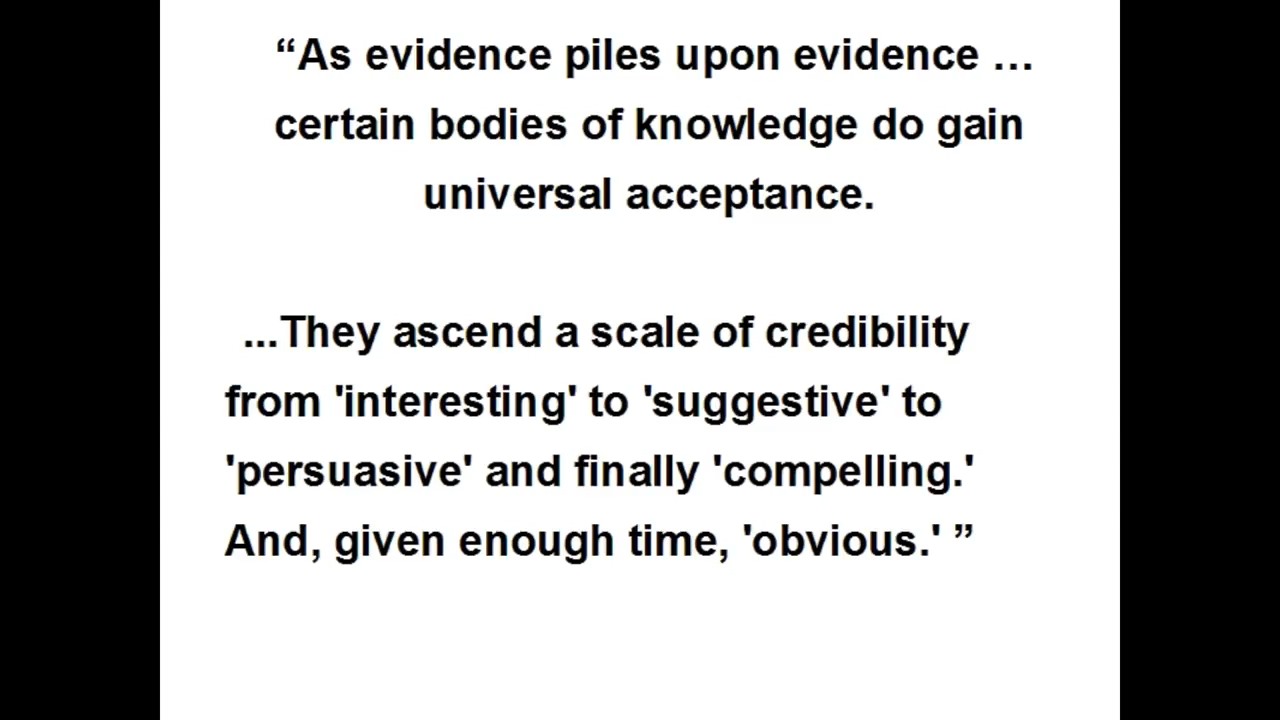 “As evidence piles upon evidence …
certain bodies of knowledge do gain
universal acceptance.
...They ascend a scale of credibility
from 'interesting' to 'suggestive' to
'persuasive' and finally 'compelling.'
And, given enough time, 'obvious.' ”